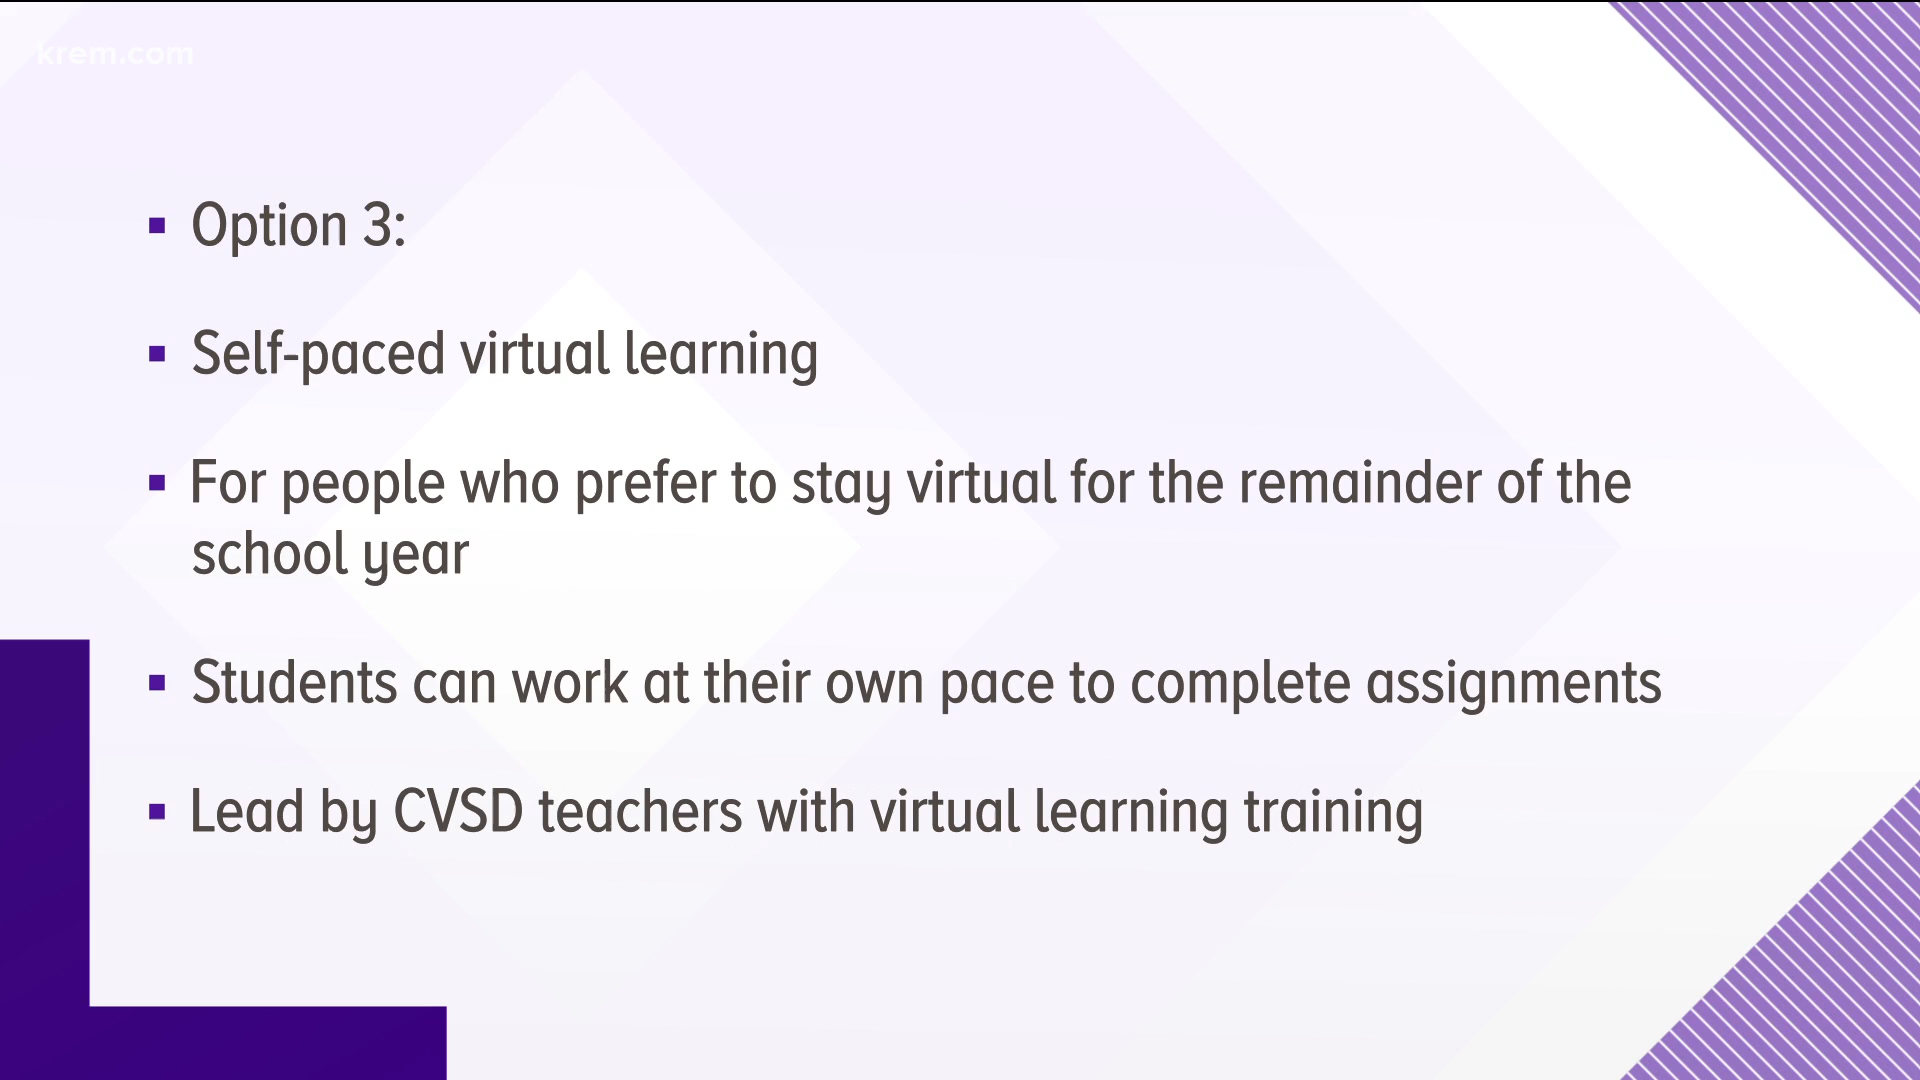 krem.com
Option 3:
Self-paced virtual learning
For people who prefer to stay virtual for the remainder of the
school year
Students can work at their own pace to complete assignments
Lead by CVSD teachers with virtual learning training